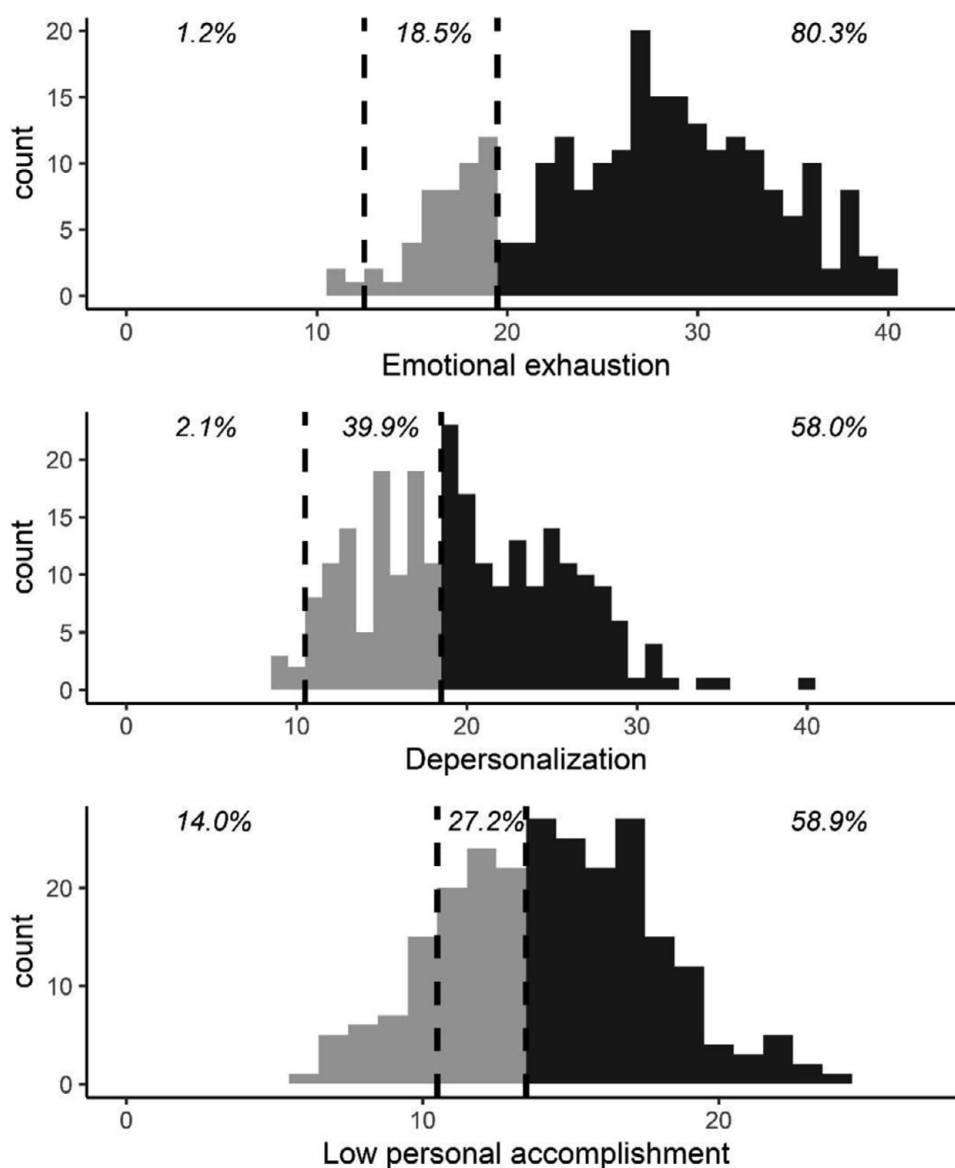 1.2% 18.5% 80.3%
20
15
10
5
0
count
0 10 20 30 40
Emotional exhaustion
2.1% 39.9% 58.0%
20
15
10
5
0
count
0 10 20 30 40
Depersonalization
14.0% 27.2% 58.9%
20
10
0
count
0 10 20
Low personal accomplishment